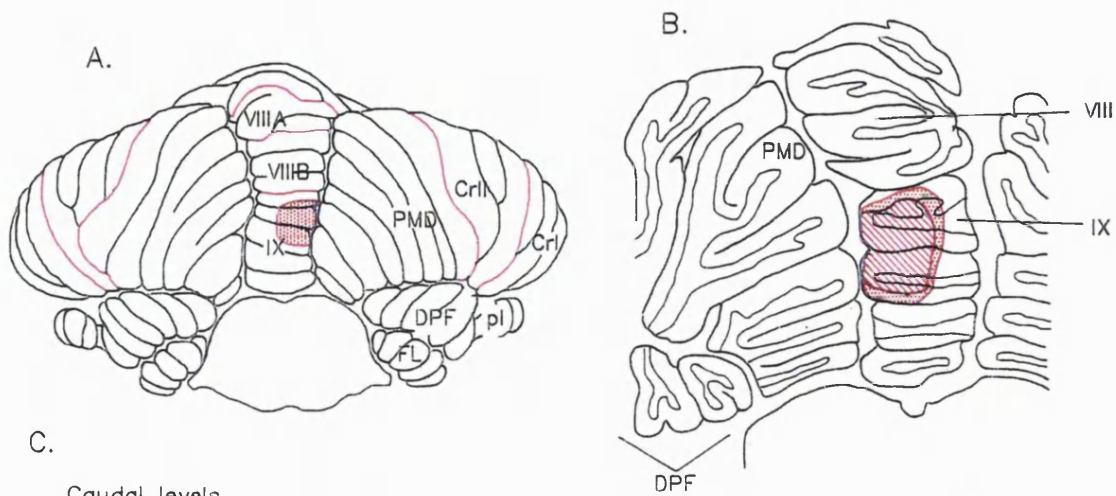 A.
VIIIA
VIIIB
IX
PMD
CrII
CrI
DPF
pl
FL
B.
PMD
VIII
IX
DPF
C.
Caudal levels